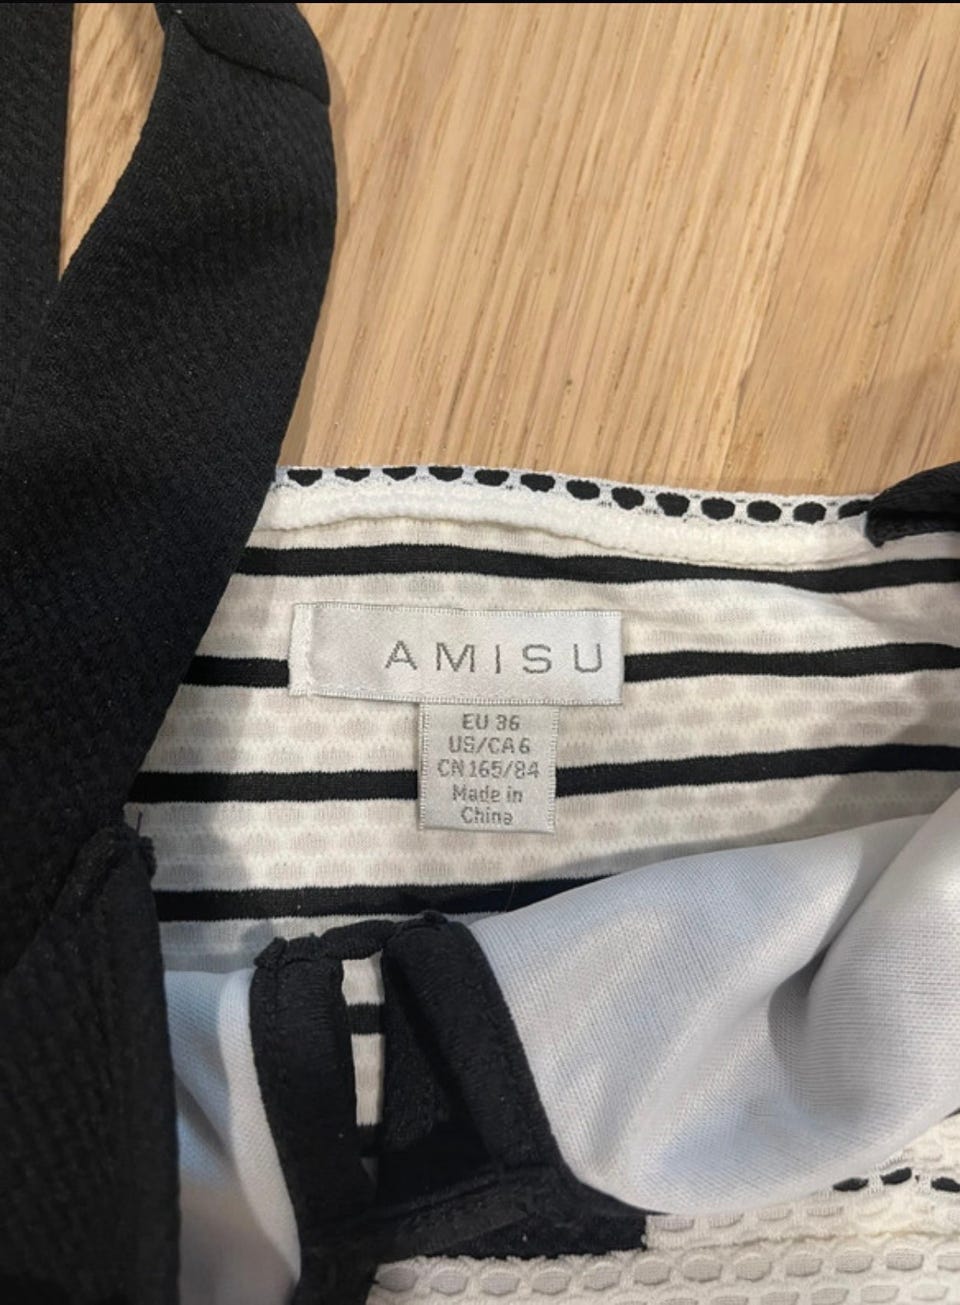 AMISU
EU 36
US/CA 6
CN 165/84
Made in
China